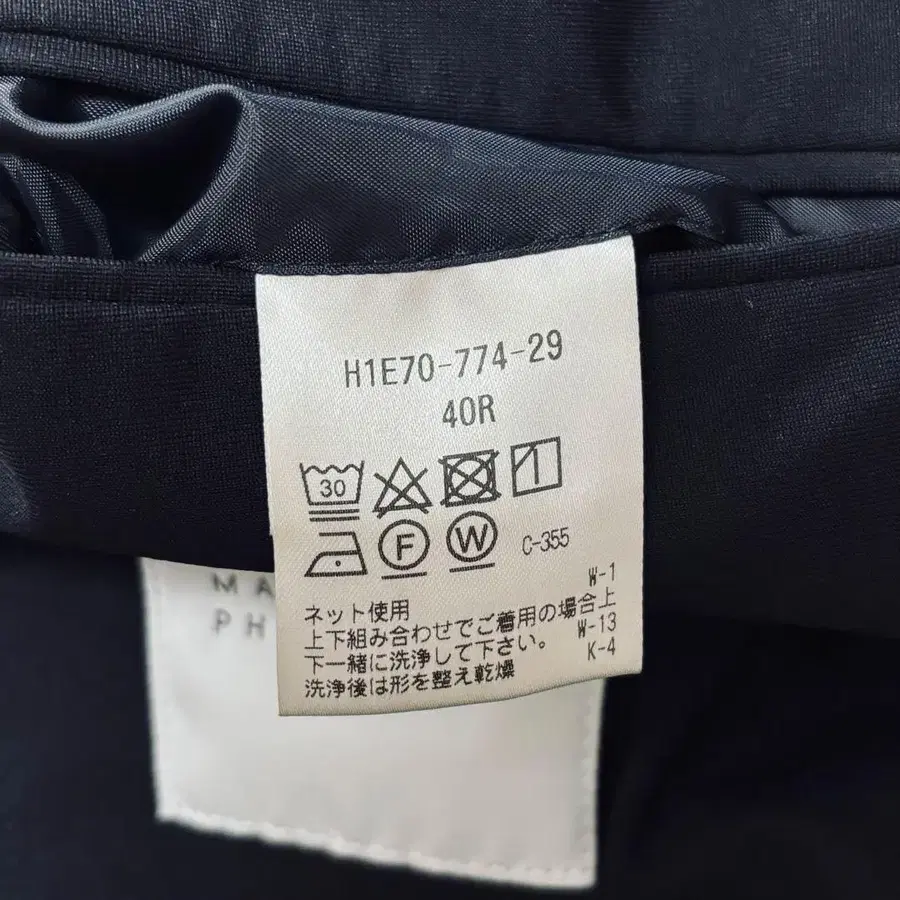 H1E70-774-29
40R
30
F W C-355
W-1
ネット使用
上下組み合わせでご着用の場合上 W-13
下一緒に洗浄して下さい。 K-4
洗浄後は形を整え乾燥
MA
PH